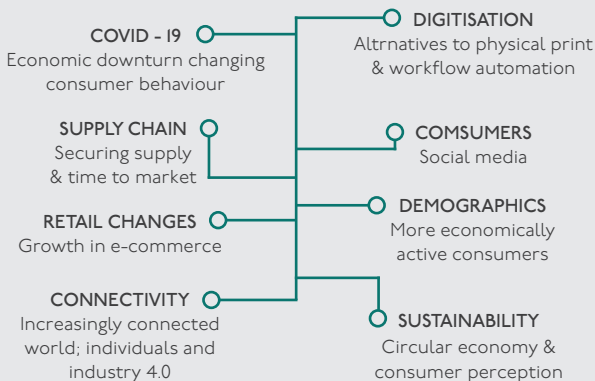 COVID - 19
Economic downturn changing
consumer behaviour
SUPPLY CHAIN
Securing supply
& time to market
RETAIL CHANGES
Growth in e-commerce
CONNECTIVITY
Increasingly connected
world; individuals and
industry 4.0
DIGITISATION
Altrnatives to physical print
& workflow automation
COMSUMERS
Social media
DEMOGRAPHICS
More economically
active consumers
SUSTAINABILITY
Circular economy &
consumer perception